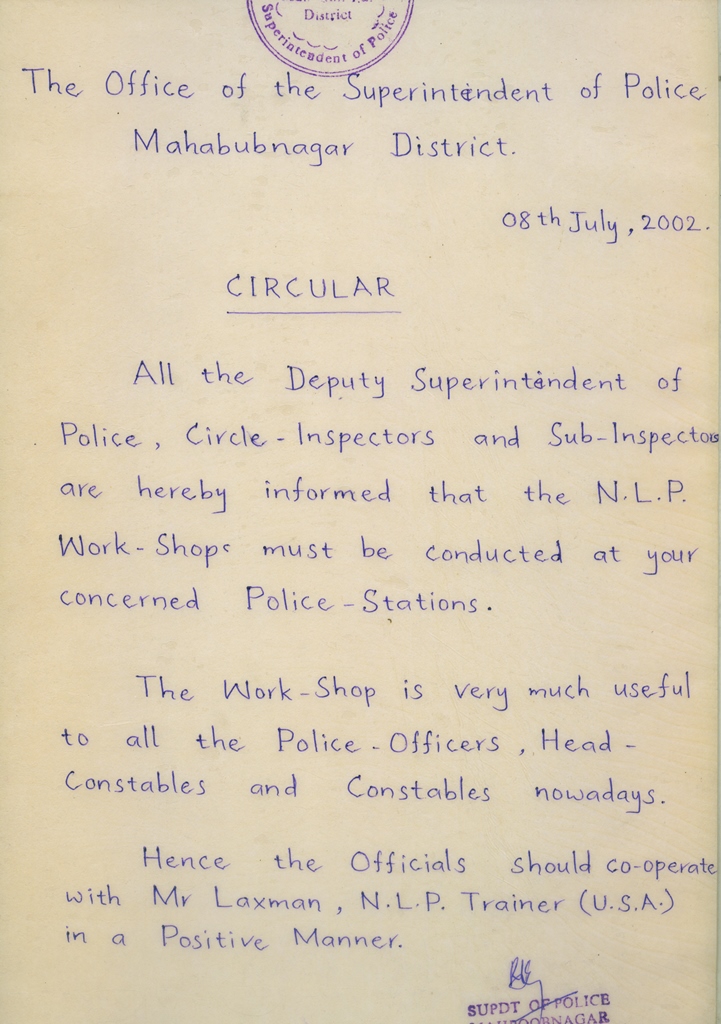 District
Superintendent of Police
The Office of the Superintendent of Police
Mahabubnagar District.
08th July, 2002.
CIRCULAR
All the Deputy Superintendent of
Police, Circle-Inspectors and Sub-Inspectors
are hereby informed that the N.L.P.
Work-Shops must be conducted at your
concerned Police-Stations.
The Work-Shop is very much useful
to all the Police-Officers, Head-
Constables and Constables nowadays.
Hence the Officials should co-operate
with Mr Laxman, N.L.P. Trainer (U.S.A.)
in a Positive Manner.
SUPDT OF POLICE